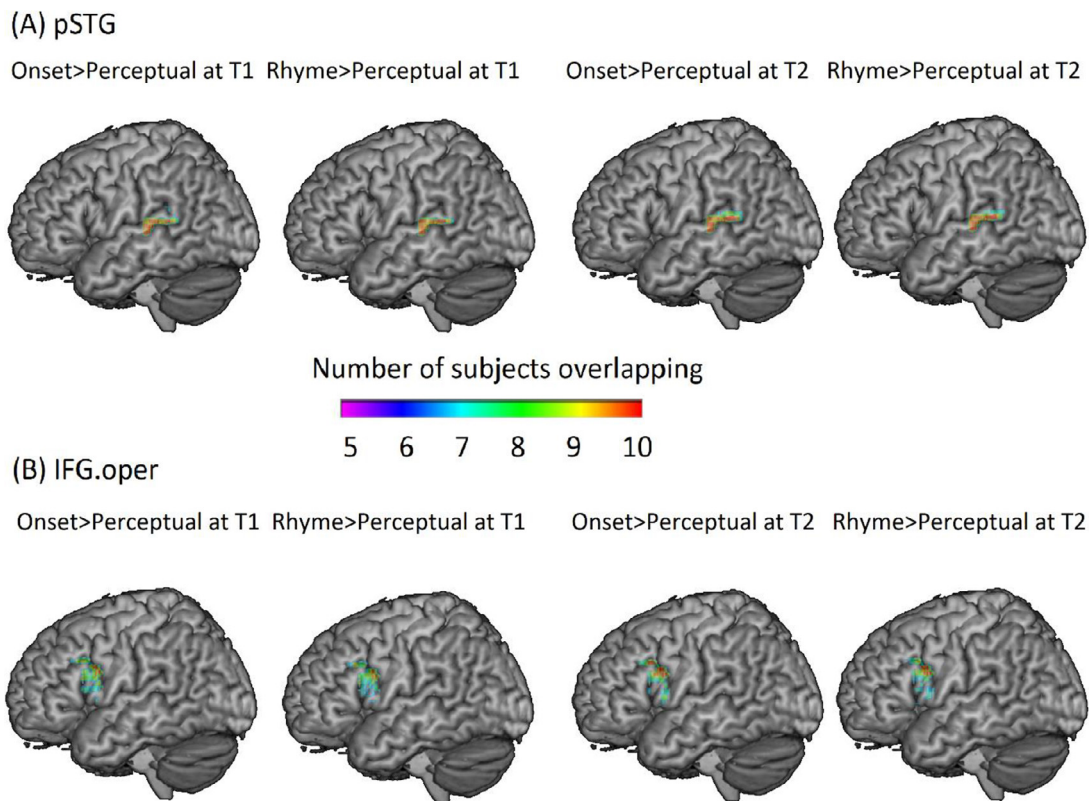 (A) pSTG
Onset>Perceptual at T1 Rhyme>Perceptual at T1 Onset>Perceptual at T2 Rhyme>Perceptual at T2
Number of subjects overlapping
5 6 7 8 9 10
(B) IFG.oper
Onset>Perceptual at T1 Rhyme>Perceptual at T1 Onset>Perceptual at T2 Rhyme>Perceptual at T2